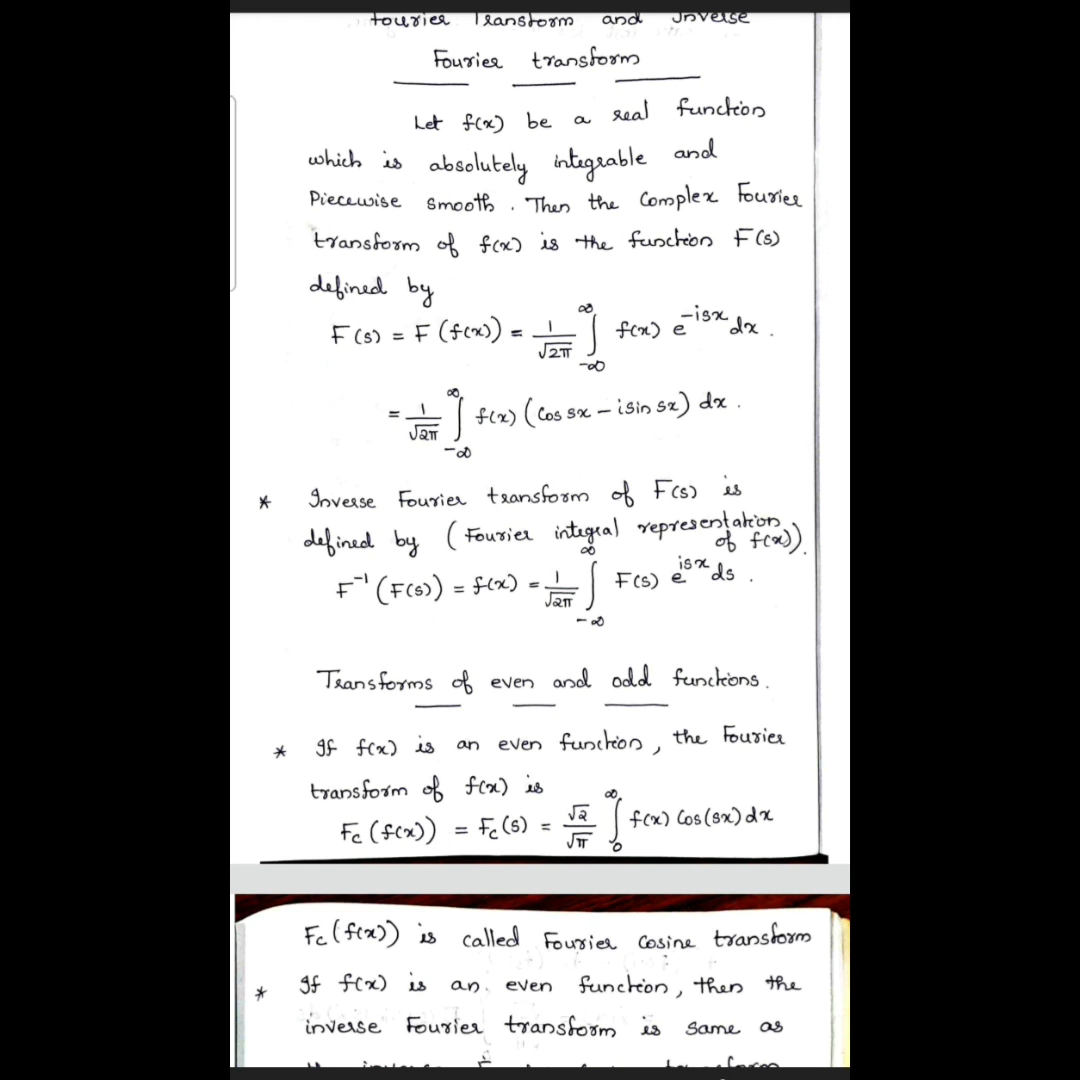 Fourier Transform and Inverse
Fourier transform
Let f(x) be a real function
which is absolutely integrable and
Piecewise smooth. Then the Complex Fourier
transform of f(x) is the function F(s)
defined by
F(s) = F(f(x)) = 1/√2π ∫_{-∞}^{∞} f(x) e^{-isx} dx.
= 1/√2π ∫_{-∞}^{∞} f(x) (Cos sx - i sin sx) dx.
* Inverse Fourier transform of F(s) is
defined by (Fourier integral representation of f(x)).
F^{-1}(F(s)) = f(x) = 1/√2π ∫_{-∞}^{∞} F(s) e^{isx} ds.
Transforms of even and odd functions.
* If f(x) is an even function, the Fourier
transform of f(x) is
F_c(f(x)) = F_c(s) = √2/√π ∫_{0}^{∞} f(x) Cos(sx) dx
F_c(f(x)) is called Fourier Cosine transform
* If f(x) is an even function, then the
inverse Fourier transform is same as